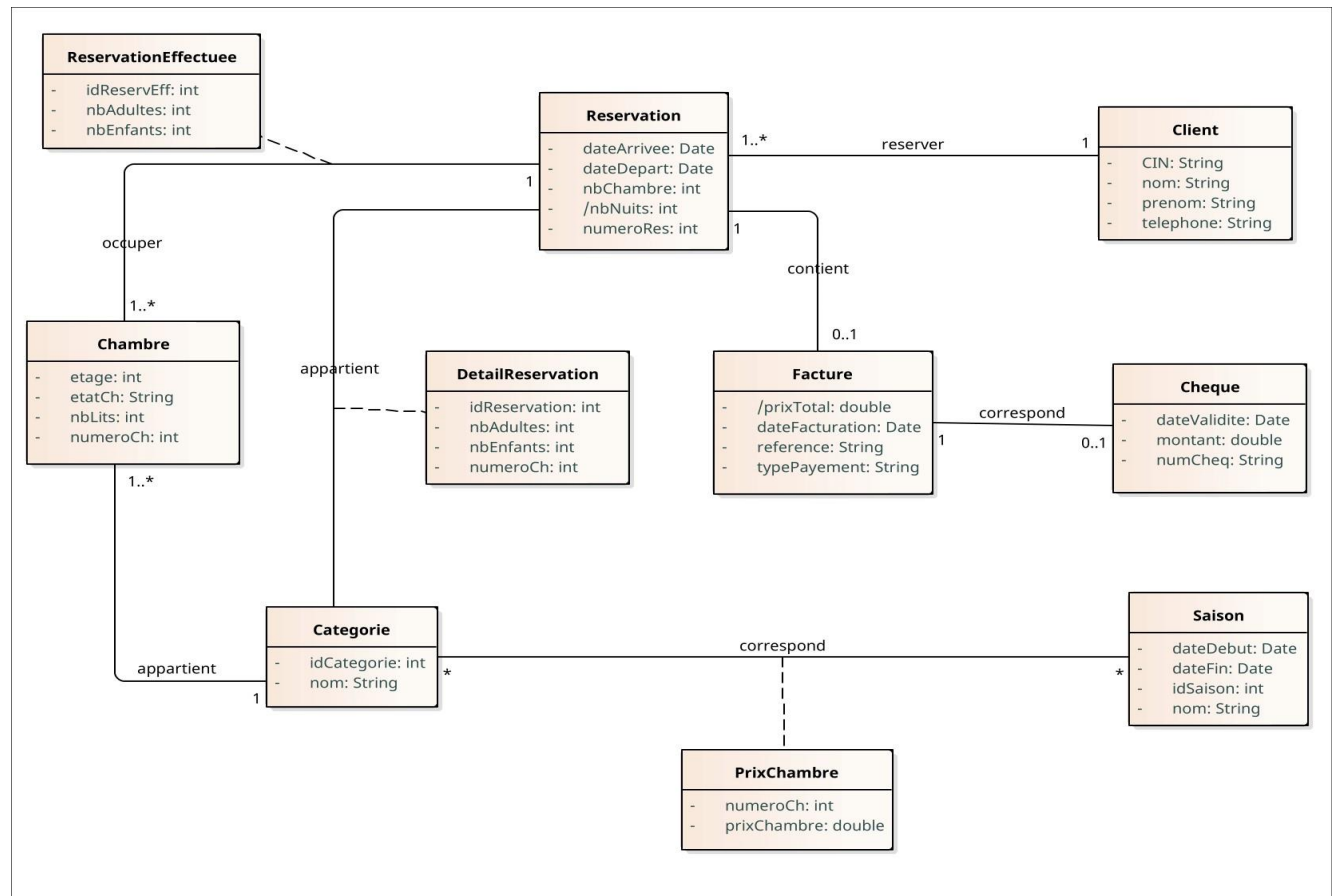 ReservationEffectuee
- idReservEff: int
- nbAdultes: int
- nbEnfants: int
Reservation
- dateArrivee: Date
- dateDepart: Date
- nbChambre: int
- /nbNuits: int
- numeroRes: int
1..*
reserver
1
Client
- CIN: String
- nom: String
- prenom: String
- telephone: String
1
1
occuper
contient
1..*
0..1
Chambre
- etage: int
- etatCh: String
- nbLits: int
- numeroCh: int
appartient
DetailReservation
- idReservation: int
- nbAdultes: int
- nbEnfants: int
- numeroCh: int
Facture
- /prixTotal: double
- dateFacturation: Date
- reference: String
- typePayement: String
correspond
1
0..1
Cheque
- dateValidite: Date
- montant: double
- numCheq: String
1..*
appartient
1
Categorie
- idCategorie: int
- nom: String
*
correspond
*
Saison
- dateDebut: Date
- dateFin: Date
- idSaison: int
- nom: String
PrixChambre
- numeroCh: int
- prixChambre: double